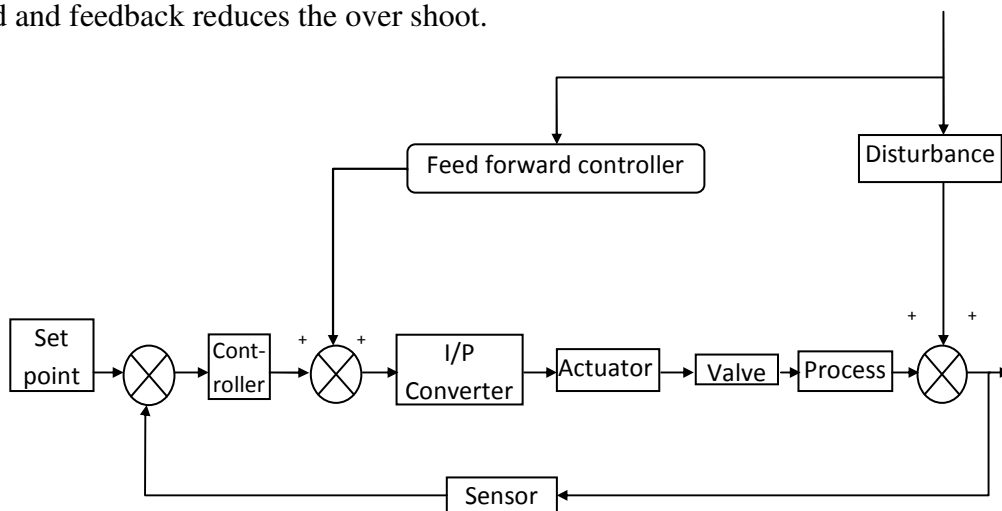 d and feedback reduces the over shoot.
Feed forward controller
Disturbance
+ +
Set
point
Cont-
roller
+ +
I/P
Converter
Actuator
Valve
Process
Sensor